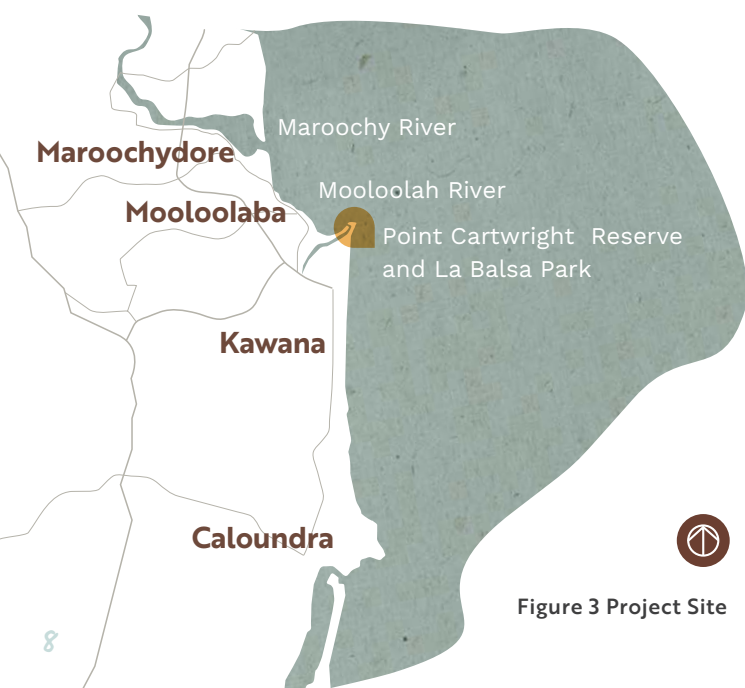 Maroochy River
Maroochydore
Mooloolah River
Mooloolaba
Point Cartwright Reserve
and La Balsa Park
Kawana
Caloundra
Figure 3 Project Site
8